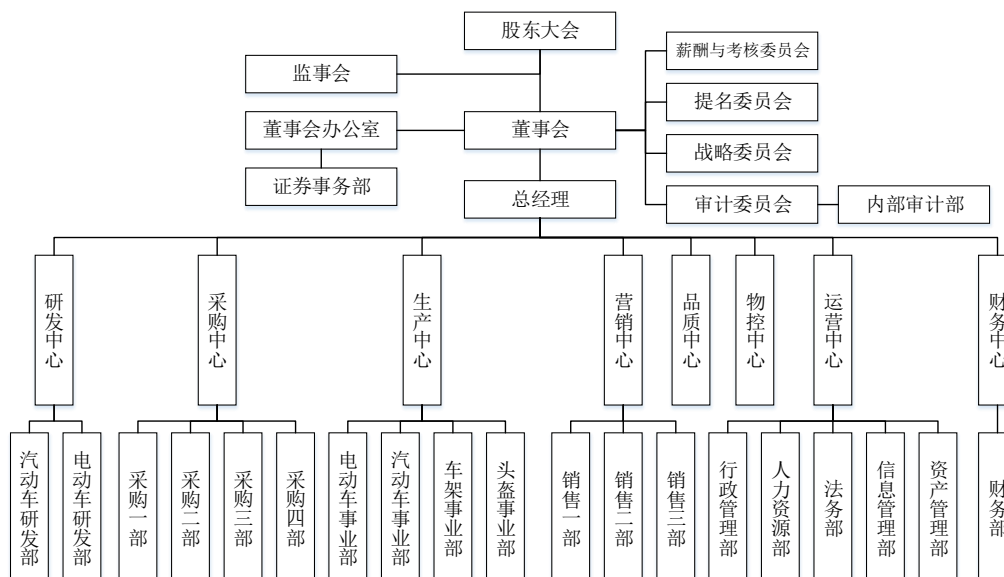 股东大会
薪酬与考核委员会
监事会
提名委员会
董事会办公室
董事会
战略委员会
证券事务部
总经理
审计委员会
内部审计部
研发中心
采购中心
生产中心
营销中心
品质中心
物控中心
运营中心
财务中心
汽动车研发部
电动车研发部
采购一部
采购二部
采购三部
采购四部
电动车事业部
汽动车事业部
车架事业部
头盔事业部
销售一部
销售二部
销售三部
行政管理部
人力资源部
法务部
信息管理部
资产管理部
财务部